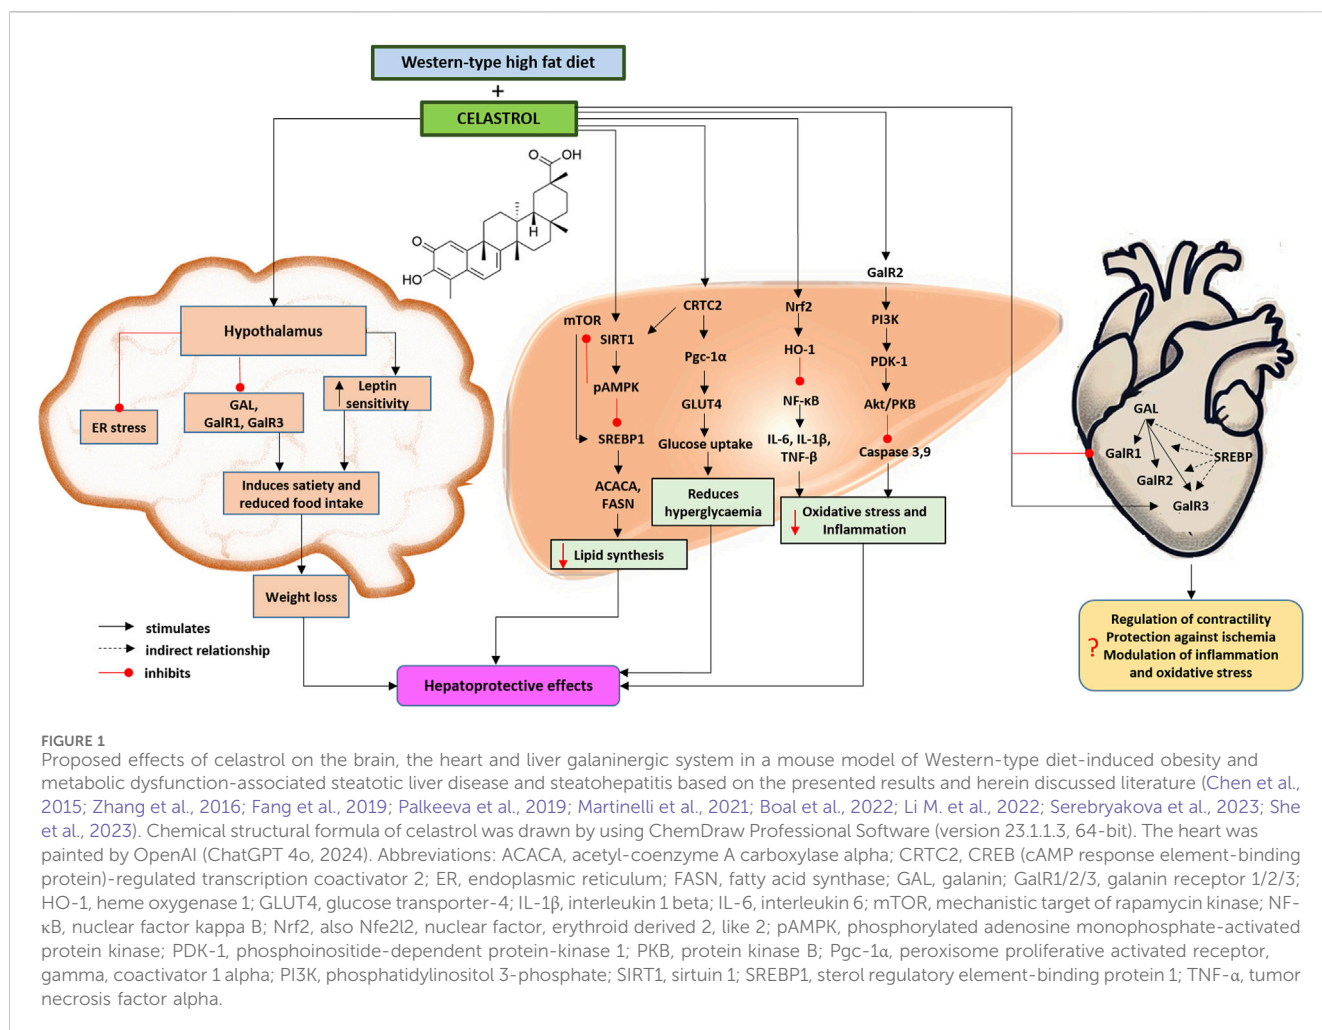 Western-type high fat diet
+
CELASTROL
O
OH
H
O
HO
Hypothalamus
ER stress
GAL,
GalR1, GalR3
Leptin
sensitivity
Induces satiety and
reduced food intake
Weight loss
mTOR
SIRT1
pAMPK
SREBP1
ACACA,
FASN
Lipid synthesis
CRTC2
Pgc-1α
GLUT4
Glucose uptake
Reduces
hyperglycaemia
Nrf2
HO-1
NF-κB
IL-6, IL-1β,
TNF-β
GalR2
PI3K
PDK-1
Akt/PKB
Caspase 3,9
Oxidative stress and
Inflammation
GAL
GalR1
GalR2
SREBP
GalR3
stimulates
indirect relationship
inhibits
Hepatoprotective effects
?
Regulation of contractility
Protection against ischemia
Modulation of inflammation
and oxidative stress
FIGURE 1
Proposed effects of celastrol on the brain, the heart and liver galaninergic system in a mouse model of Western-type diet-induced obesity and
metabolic dysfunction-associated steatotic liver disease and steatohepatitis based on the presented results and herein discussed literature (Chen et al.,
2015; Zhang et al., 2016; Fang et al., 2019; Palkeeva et al., 2019; Martinelli et al., 2021; Boal et al., 2022; Li M. et al., 2022; Serebryakova et al., 2023; She
et al., 2023). Chemical structural formula of celastrol was drawn by using ChemDraw Professional Software (version 23.1.1.3, 64-bit). The heart was
painted by OpenAI (ChatGPT 4o, 2024). Abbreviations: ACACA, acetyl-coenzyme A carboxylase alpha; CRTC2, CREB (cAMP response element-binding
protein)-regulated transcription coactivator 2; ER, endoplasmic reticulum; FASN, fatty acid synthase; GAL, galanin; GalR1/2/3, galanin receptor 1/2/3;
HO-1, heme oxygenase 1; GLUT4, glucose transporter-4; IL-1β, interleukin 1 beta; IL-6, interleukin 6; mTOR, mechanistic target of rapamycin kinase; NF-
κB, nuclear factor kappa B; Nrf2, also Nfe2l2, nuclear factor, erythroid derived 2, like 2; pAMPK, phosphorylated adenosine monophosphate-activated
protein kinase; PDK-1, phosphoinositide-dependent protein-kinase 1; PKB, protein kinase B; Pgc-1α, peroxisome proliferative activated receptor,
gamma, coactivator 1 alpha; PI3K, phosphatidylinositol 3-phosphate; SIRT1, sirtuin 1; SREBP1, sterol regulatory element-binding protein 1; TNF-α, tumor
necrosis factor alpha.